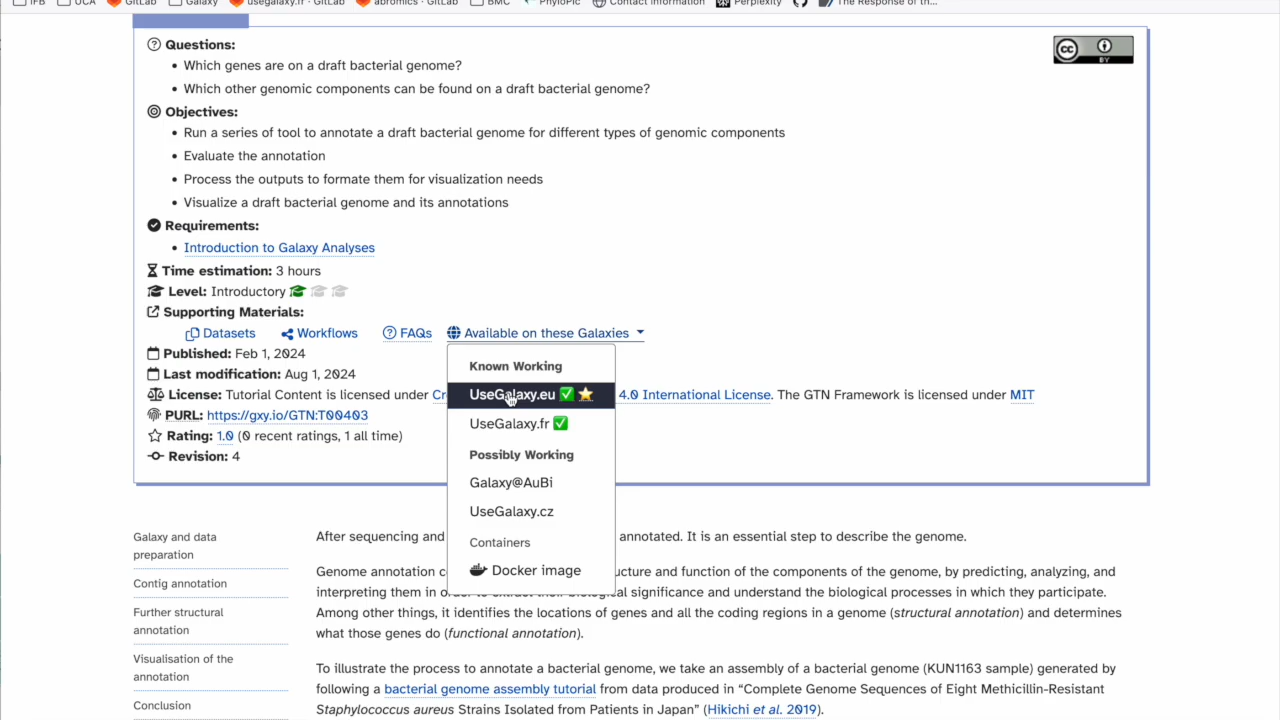 IFB UCA GitLab Galaxy usegalaxy.fr · GitLab abromics · GitLab BMC PhyloPic Contact information Perplexity The Response of th...
Questions:
Which genes are on a draft bacterial genome?
Which other genomic components can be found on a draft bacterial genome?
cc BY
Objectives:
Run a series of tool to annotate a draft bacterial genome for different types of genomic components
Evaluate the annotation
Process the outputs to formate them for visualization needs
Visualize a draft bacterial genome and its annotations
Requirements:
Introduction to Galaxy Analyses
Time estimation: 3 hours
Level: Introductory
Supporting Materials:
Datasets Workflows FAQs Available on these Galaxies
Published: Feb 1, 2024
Last modification: Aug 1, 2024
License: Tutorial Content is licensed under Cr 4.0 International License. The GTN Framework is licensed under MIT
PURL: https://gxy.io/GTN:T00403
Rating: 1.0 (0 recent ratings, 1 all time)
Revision: 4
Known Working
UseGalaxy.eu
UseGalaxy.fr
Possibly Working
Galaxy@AuBi
UseGalaxy.cz
Containers
Docker image
Galaxy and data
preparation
Contig annotation
Further structural
annotation
Visualisation of the
annotation
Conclusion
After sequencing and annotated. It is an essential step to describe the genome.
Genome annotation c ucture and function of the components of the genome, by predicting, analyzing, and
interpreting them in order to extract their biological significance and understand the biological processes in which they participate.
Among other things, it identifies the locations of genes and all the coding regions in a genome (structural annotation) and determines
what those genes do (functional annotation).
To illustrate the process to annotate a bacterial genome, we take an assembly of a bacterial genome (KUN1163 sample) generated by
following a bacterial genome assembly tutorial from data produced in “Complete Genome Sequences of Eight Methicillin-Resistant
Staphylococcus aureus Strains Isolated from Patients in Japan” (Hikichi et al. 2019).